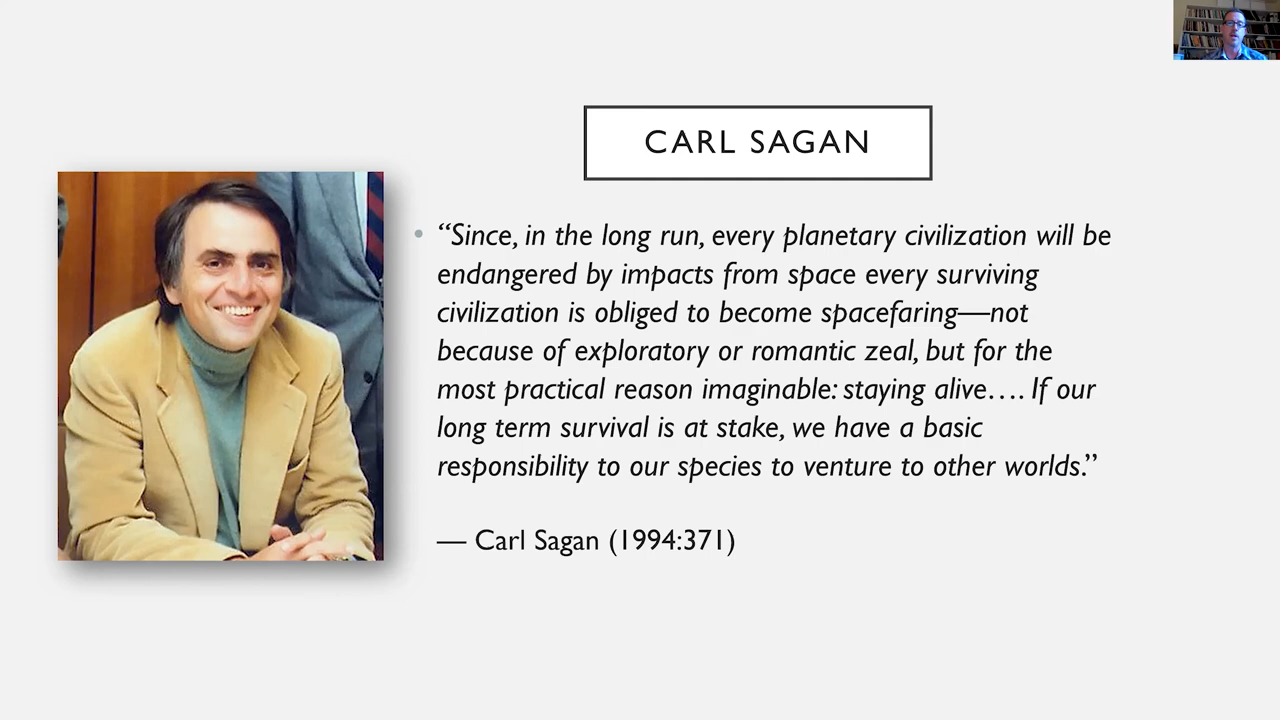 CARL SAGAN
• “Since, in the long run, every planetary civilization will be
endangered by impacts from space every surviving
civilization is obliged to become spacefaring—not
because of exploratory or romantic zeal, but for the
most practical reason imaginable: staying alive…. If our
long term survival is at stake, we have a basic
responsibility to our species to venture to other worlds.”
— Carl Sagan (1994:371)